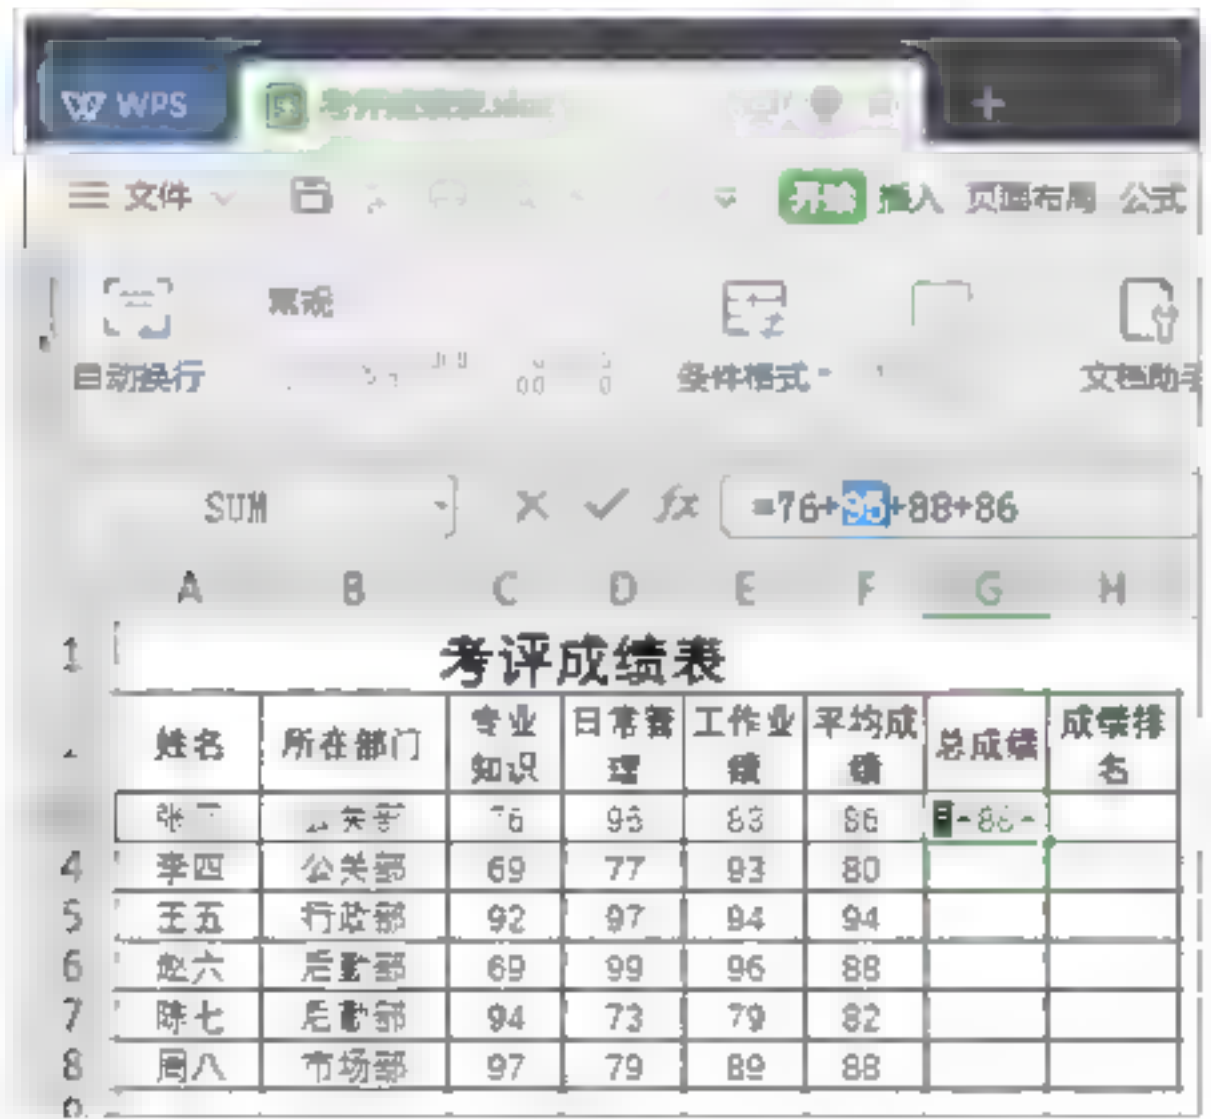 WPS
文件 开始 插入 页面布局 公式
常规
自动换行 条件格式 文档助手
SUM fx =76+95+88+86
A B C D E F G H
1 考评成绩表
姓名 所在部门 专业知识 日常管理 工作业绩 平均成绩 总成绩 成绩排名
张 76 86
4 李四 公关部 69 77 93 80
5 王五 行政部 92 97 94 94
6 赵六 后勤部 69 99 96 88
7 陈七 后勤部 94 73 79 82
8 周八 市场部 97 79 89 88